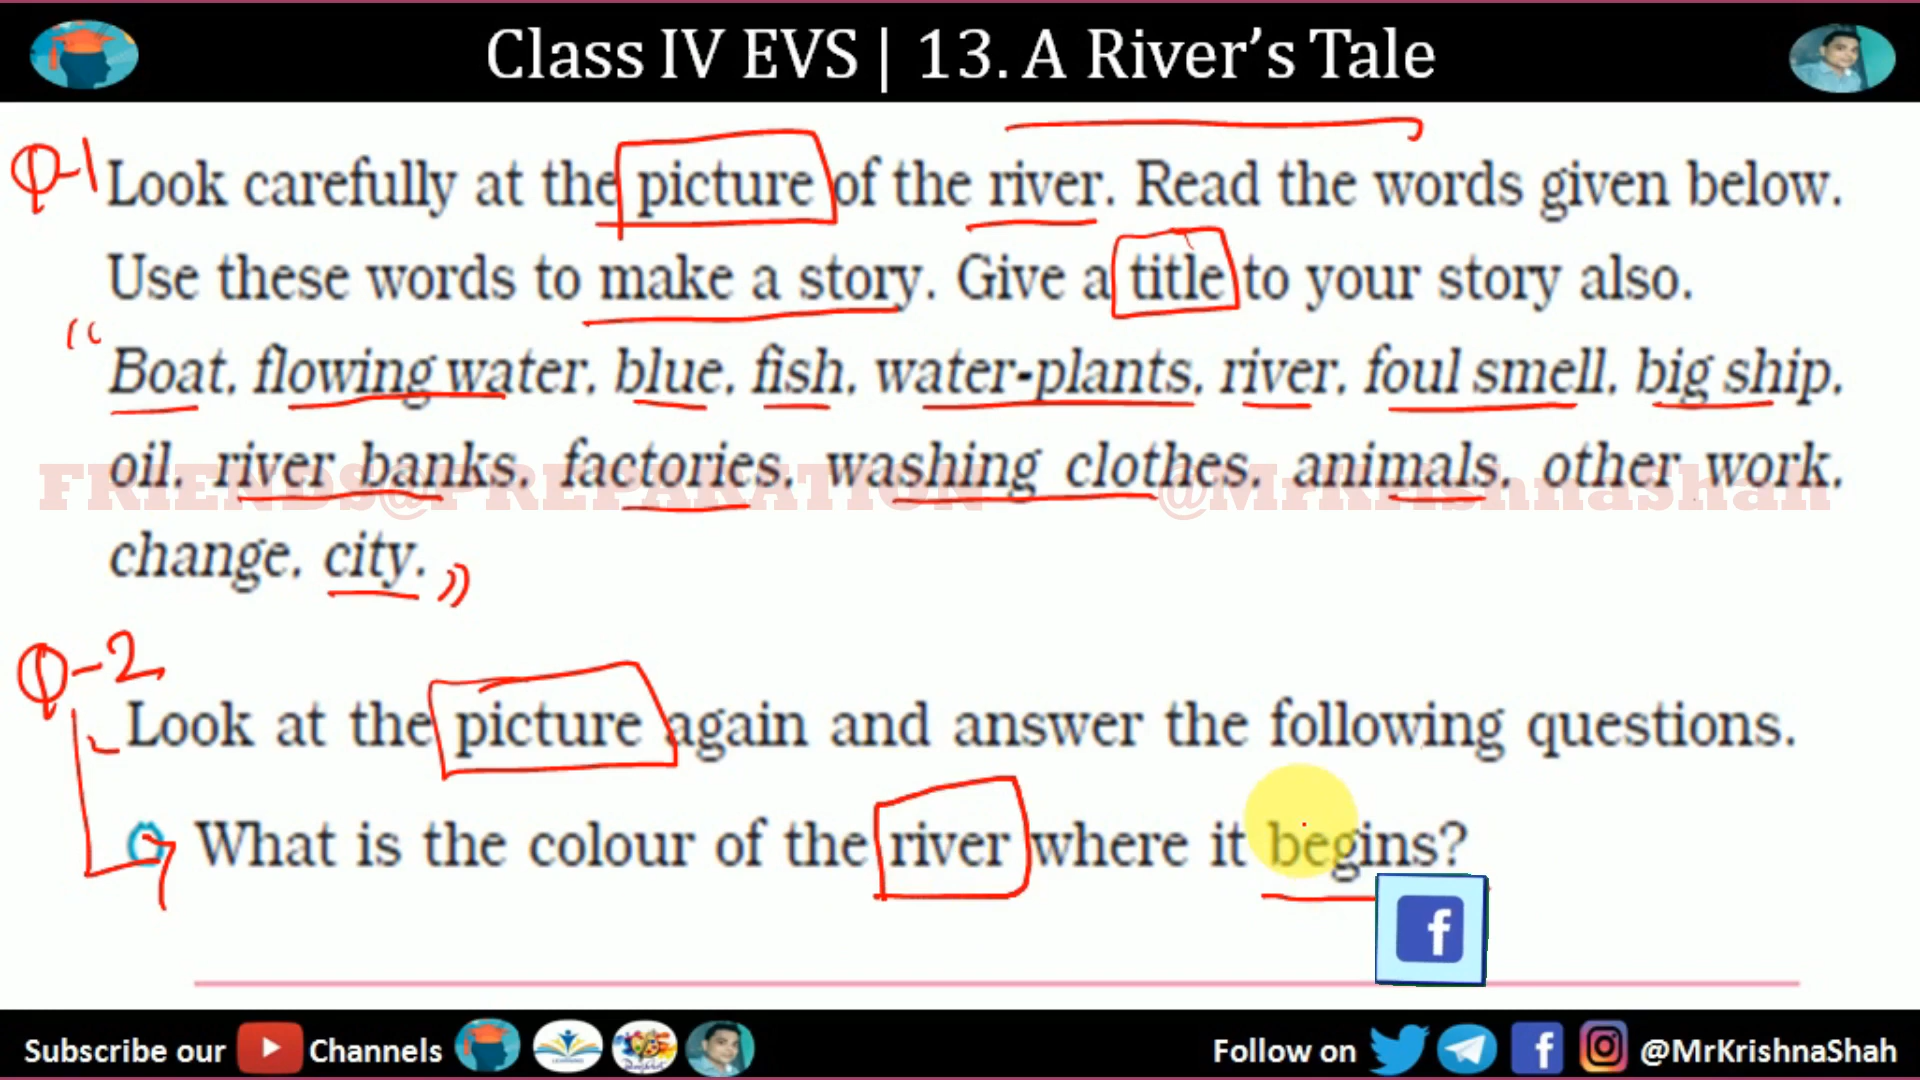 Class IV EVS | 13. A River's Tale
Q-1 Look carefully at the picture of the river. Read the words given below.
Use these words to make a story. Give a title to your story also.
Boat, flowing water, blue, fish, water-plants, river, foul smell, big ship,
oil, river banks, factories, washing clothes, animals, other work,
FRIENDS@PREPARATION @MrKrishnaShah
change, city.
Q-2
Look at the picture again and answer the following questions.
What is the colour of the river where it begins?
f
Subscribe our Channels Follow on f @MrKrishnaShah